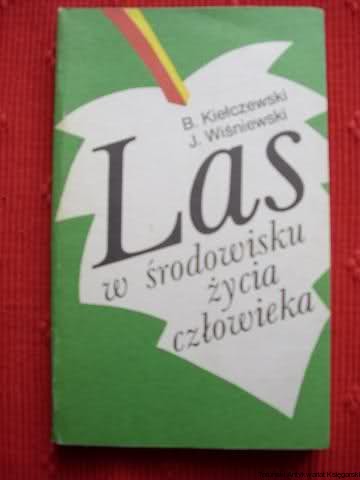 B. Kiełczewski
J. Wiśniewski
Las
w środowisku
życia
człowieka